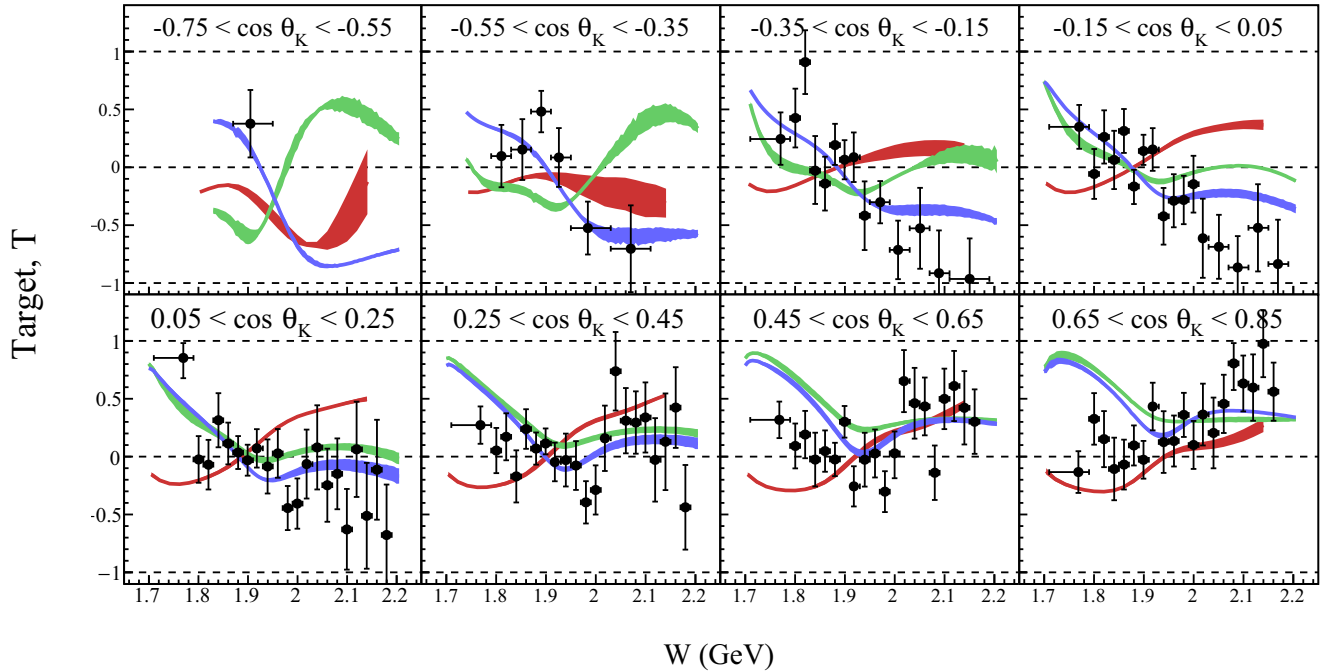 -0.75 < cos θK < -0.55
-0.55 < cos θK < -0.35
-0.35 < cos θK < -0.15
-0.15 < cos θK < 0.05
1
0.5
0
-0.5
-1
0.05 < cos θK < 0.25
0.25 < cos θK < 0.45
0.45 < cos θK < 0.65
0.65 < cos θK < 0.85
1
0.5
0
-0.5
-1
1.7 1.8 1.9 2 2.1 2.2
1.7 1.8 1.9 2 2.1 2.2
1.7 1.8 1.9 2 2.1 2.2
1.7 1.8 1.9 2 2.1 2.2
Target, T
W (GeV)